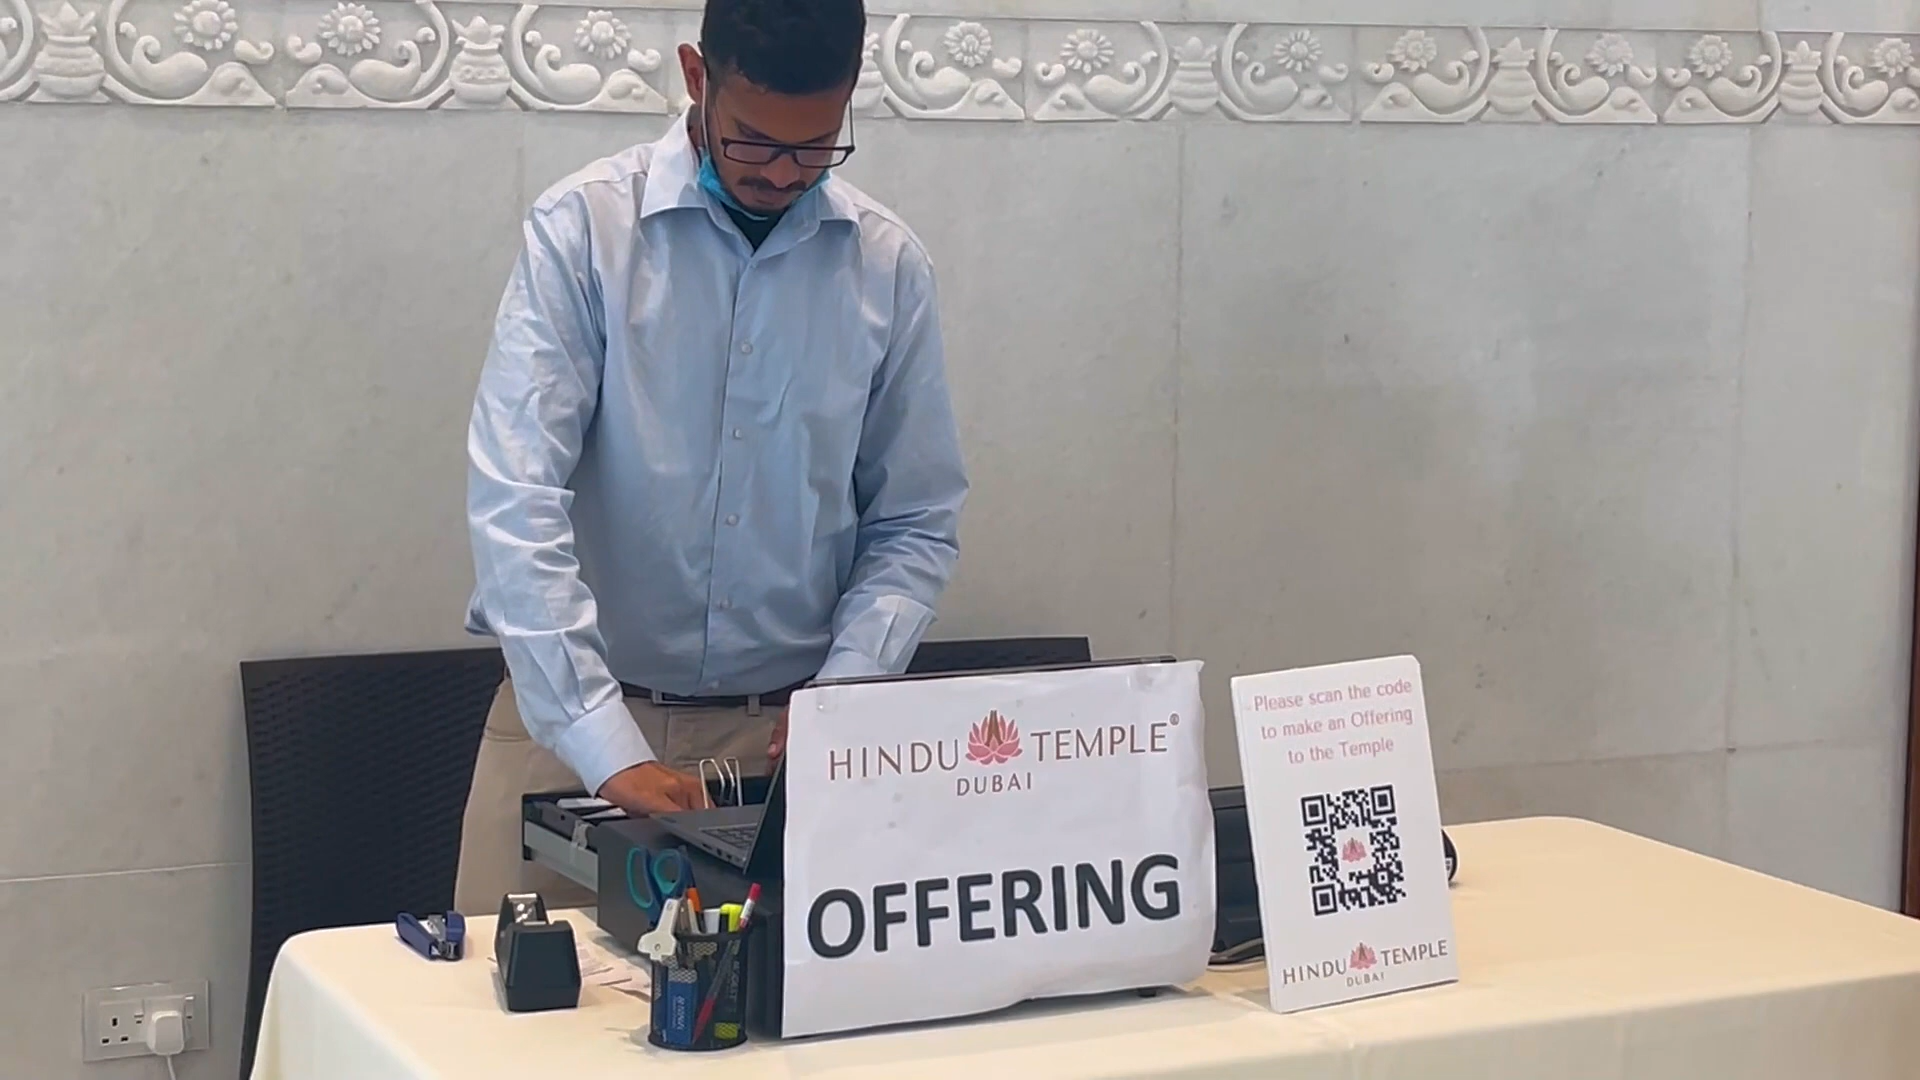 HINDU TEMPLE®
DUBAI
OFFERING
Please scan the code
to make an Offering
to the Temple
HINDU TEMPLE
DUBAI